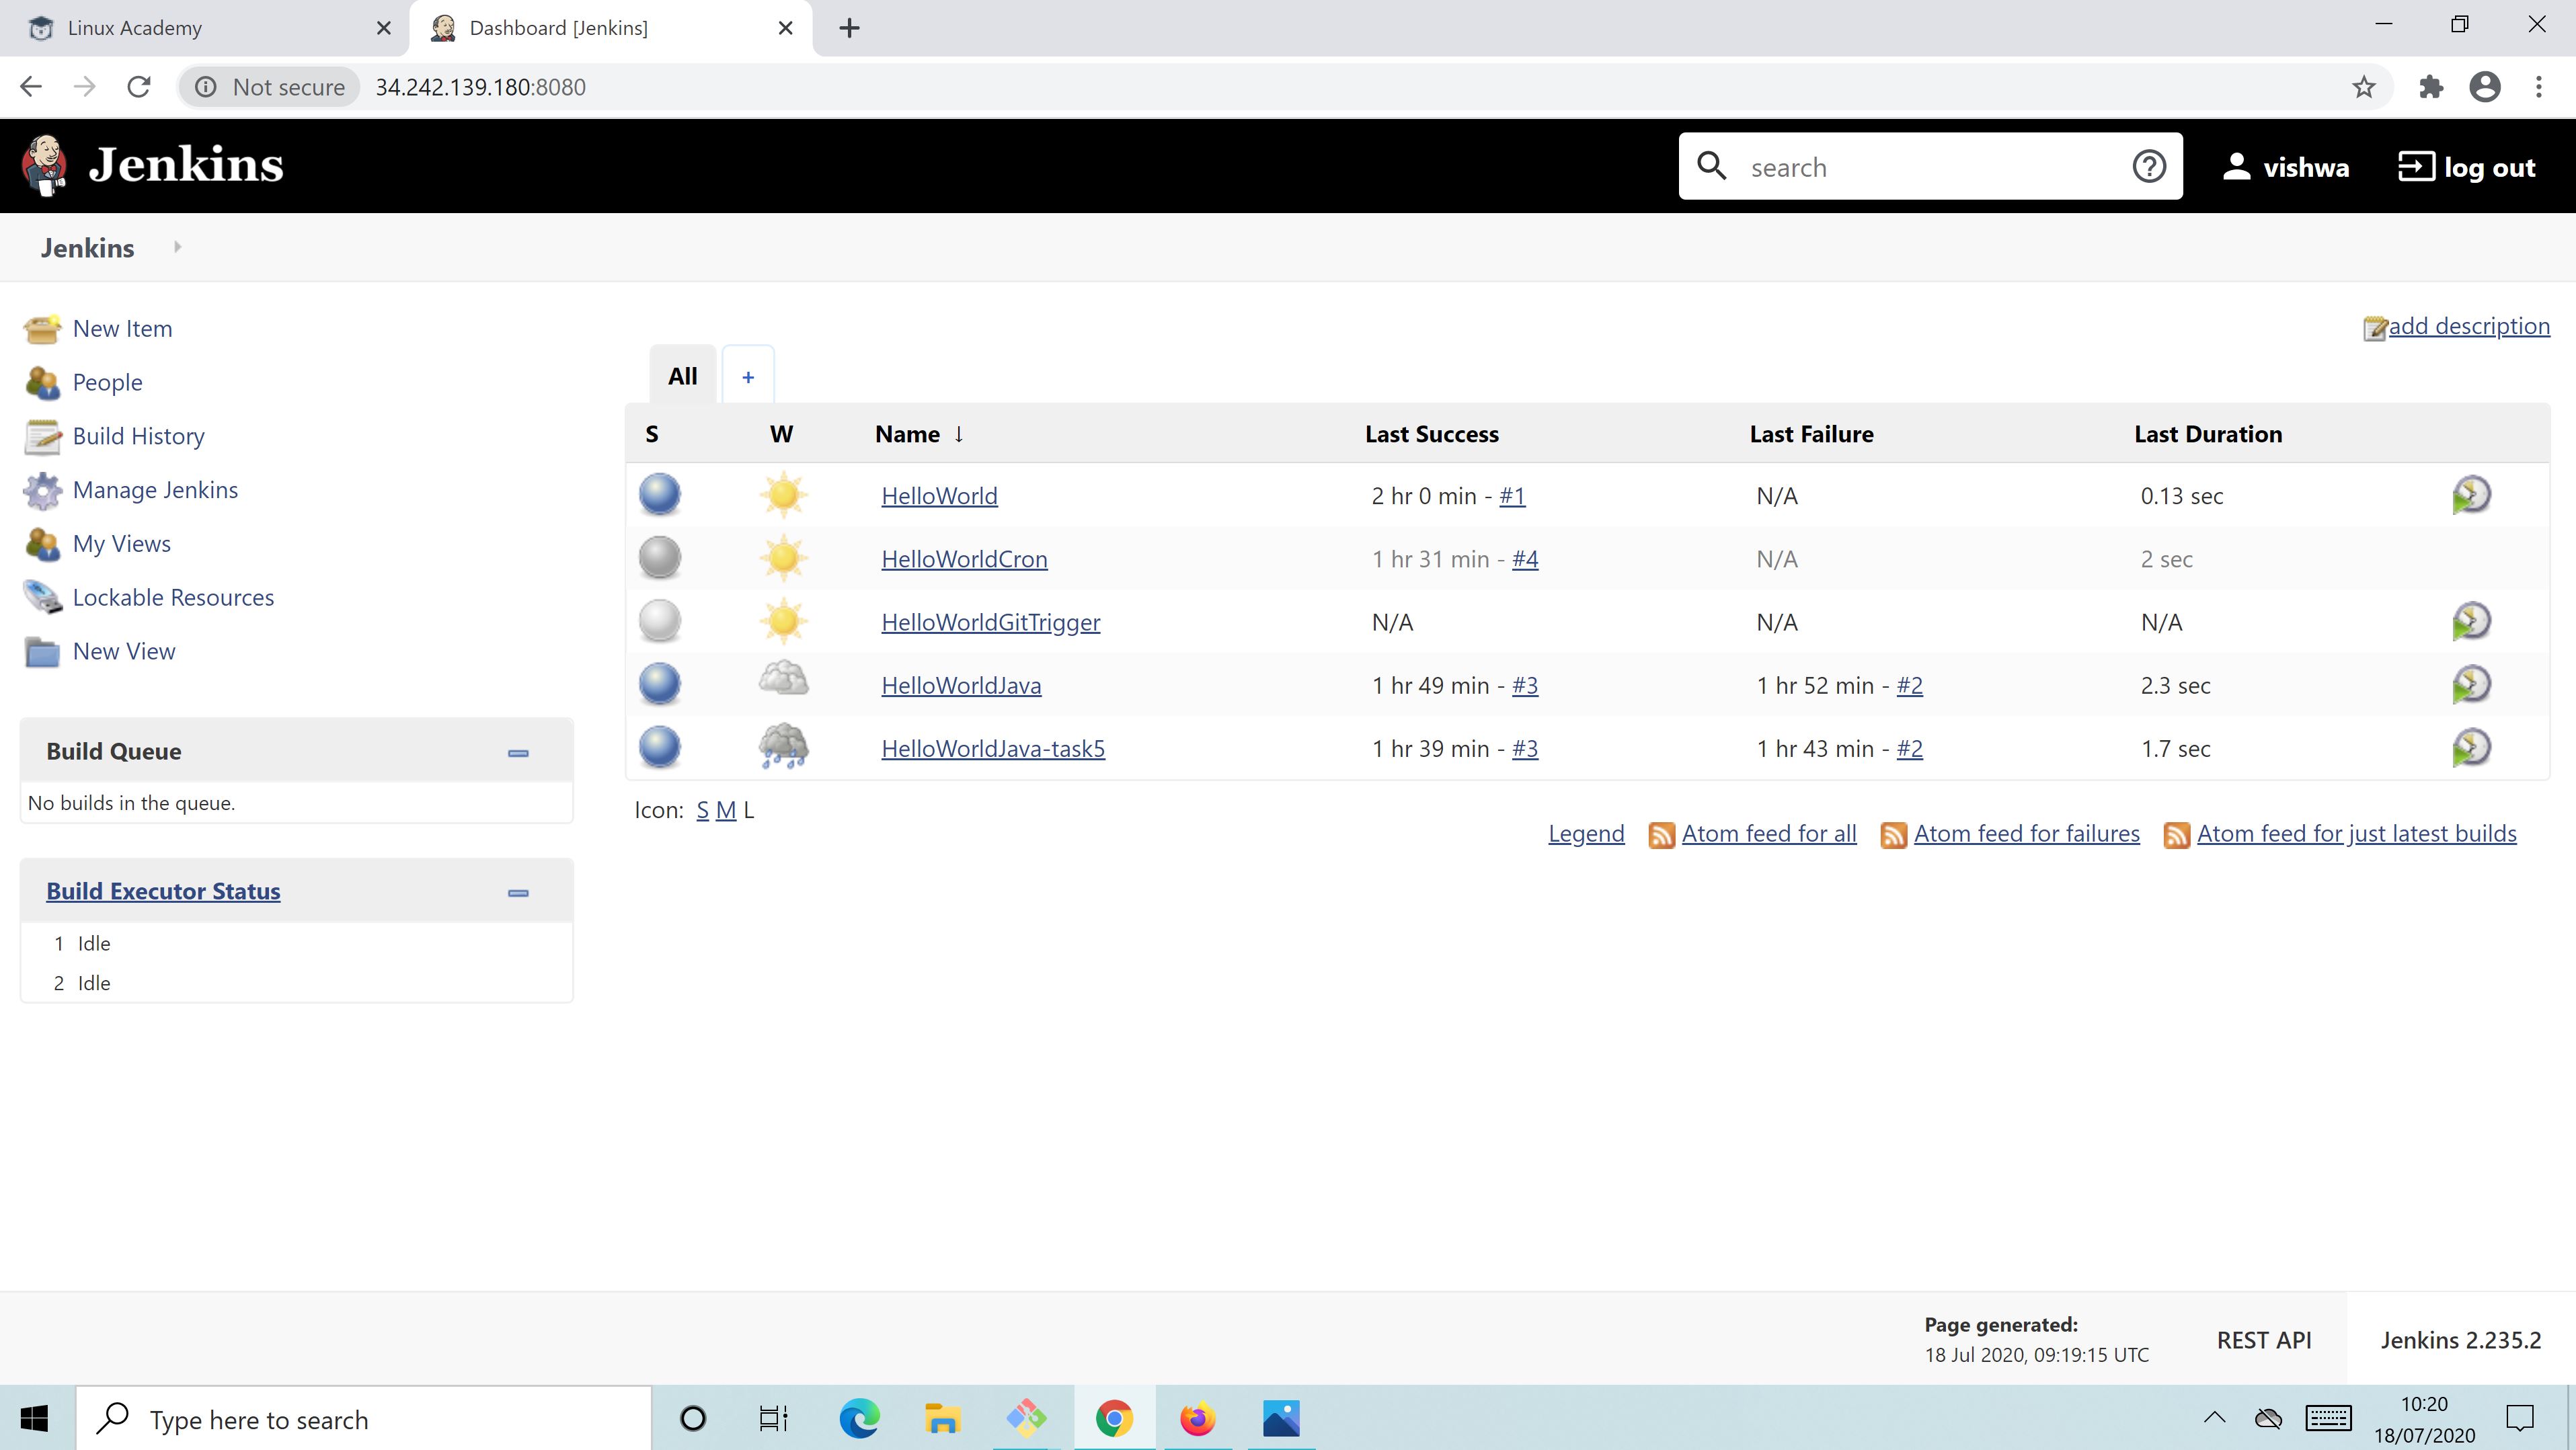 Linux Academy
Dashboard [Jenkins]
Not secure 34.242.139.180:8080
Jenkins
search
vishwa
log out
Jenkins
New Item
People
Build History
Manage Jenkins
My Views
Lockable Resources
New View
Build Queue
No builds in the queue.
Build Executor Status
1 Idle
2 Idle
add description
All +
S W Name ↓ Last Success Last Failure Last Duration
HelloWorld 2 hr 0 min - #1 N/A 0.13 sec
HelloWorldCron 1 hr 31 min - #4 N/A 2 sec
HelloWorldGitTrigger N/A N/A N/A
HelloWorldJava 1 hr 49 min - #3 1 hr 52 min - #2 2.3 sec
HelloWorldJava-task5 1 hr 39 min - #3 1 hr 43 min - #2 1.7 sec
Icon: S M L
Legend Atom feed for all Atom feed for failures Atom feed for just latest builds
Page generated:
18 Jul 2020, 09:19:15 UTC
REST API
Jenkins 2.235.2
Type here to search
10:20
18/07/2020